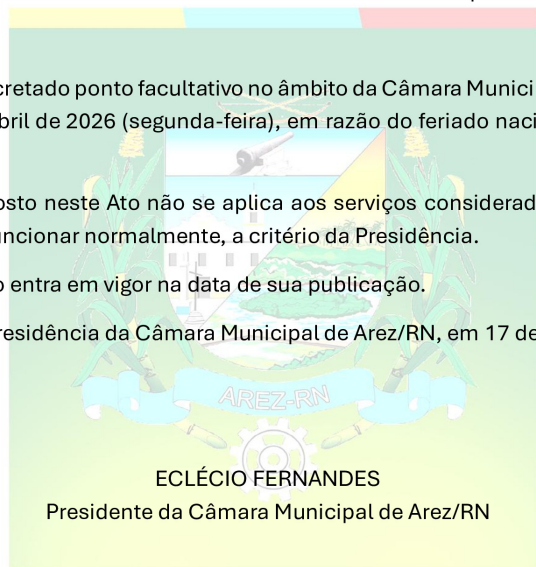 cretado ponto facultativo no âmbito da Câmara Munici
bril de 2026 (segunda-feira), em razão do feriado naci
osto neste Ato não se aplica aos serviços considerad
uncionar normalmente, a critério da Presidência.
o entra em vigor na data de sua publicação.
residência da Câmara Municipal de Arez/RN, em 17 de
AREZ-RN
ECLÉCIO FERNANDES
Presidente da Câmara Municipal de Arez/RN